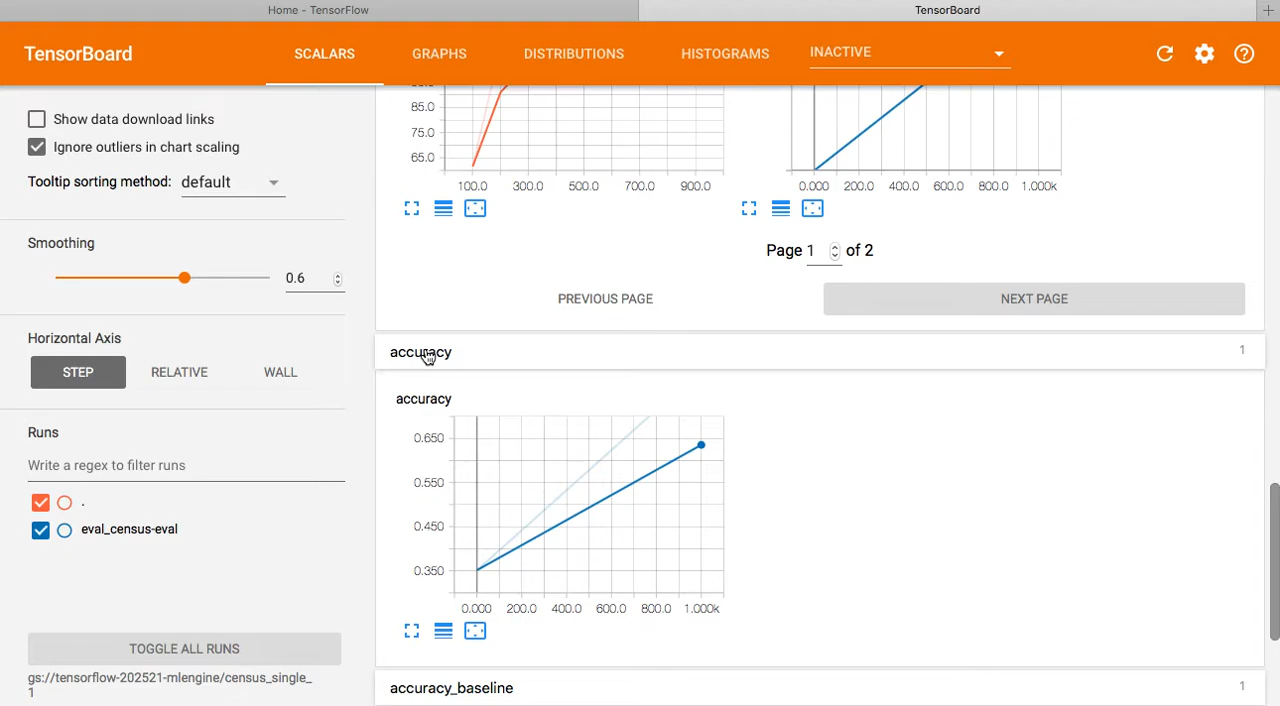 Home - TensorFlow
TensorBoard
TensorBoard
SCALARS
GRAPHS
DISTRIBUTIONS
HISTOGRAMS
INACTIVE
Show data download links
Ignore outliers in chart scaling
Tooltip sorting method: default
Smoothing
0.6
Horizontal Axis
STEP
RELATIVE
WALL
Runs
Write a regex to filter runs
.
eval_census-eval
TOGGLE ALL RUNS
gs://tensorflow-202521-mlengine/census_single_
1
85.0
75.0
65.0
100.0 300.0 500.0 700.0 900.0
0.000 200.0 400.0 600.0 800.0 1.000k
Page 1 of 2
PREVIOUS PAGE
NEXT PAGE
accuracy
1
accuracy
0.650
0.550
0.450
0.350
0.000 200.0 400.0 600.0 800.0 1.000k
accuracy_baseline
1